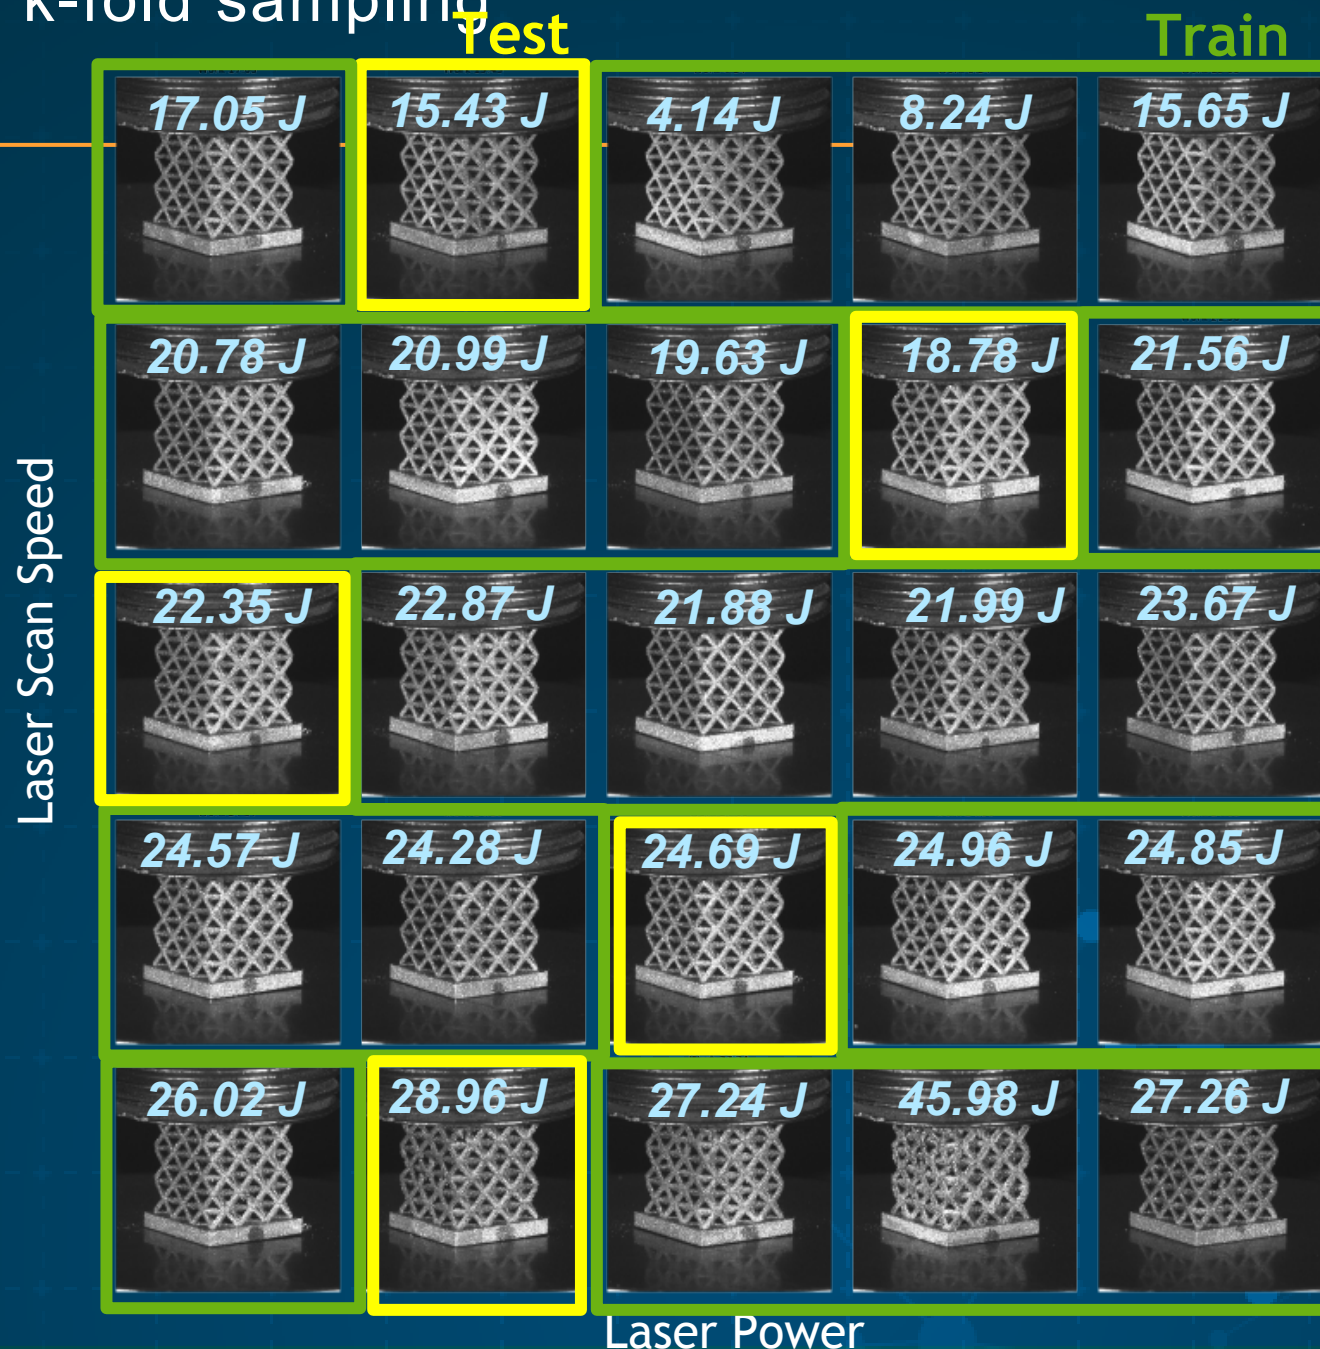 k-fold sampling
Test
Train
17.05 J
15.43 J
4.14 J
8.24 J
15.65 J
20.78 J
20.99 J
19.63 J
18.78 J
21.56 J
Laser Scan Speed
22.35 J
22.87 J
21.88 J
21.99 J
23.67 J
24.57 J
24.28 J
24.69 J
24.96 J
24.85 J
26.02 J
28.96 J
27.24 J
45.98 J
27.26 J
Laser Power